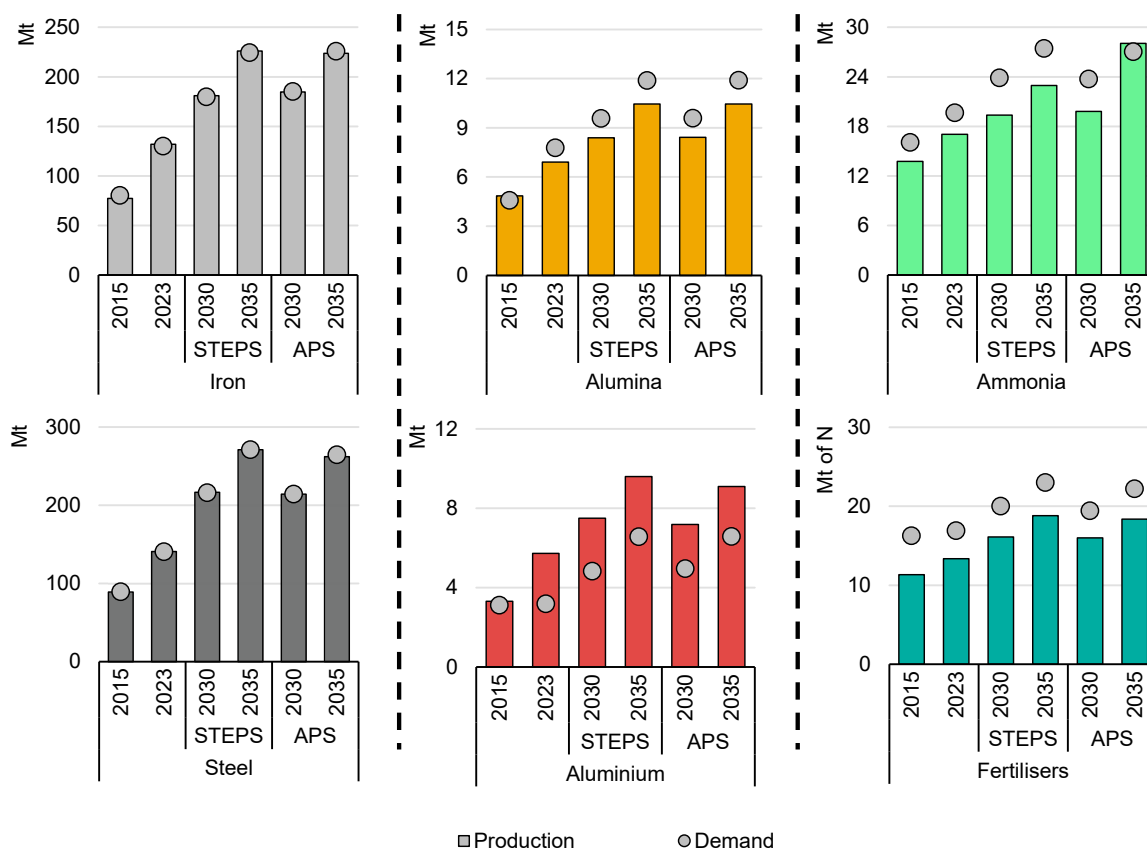 Mt
250
200
150
100
50
0
2015
2023
2030
2035
2030
2035
STEPS
APS
Iron
Mt
15
12
9
6
3
0
2015
2023
2030
2035
2030
2035
STEPS
APS
Alumina
Mt
30
24
18
12
6
0
2015
2023
2030
2035
2030
2035
STEPS
APS
Ammonia
Mt
300
200
100
0
2015
2023
2030
2035
2030
2035
STEPS
APS
Steel
Mt
12
8
4
0
2015
2023
2030
2035
2030
2035
STEPS
APS
Aluminium
Mt of N
30
20
10
0
2015
2023
2030
2035
2030
2035
STEPS
APS
Fertilisers
Production
Demand